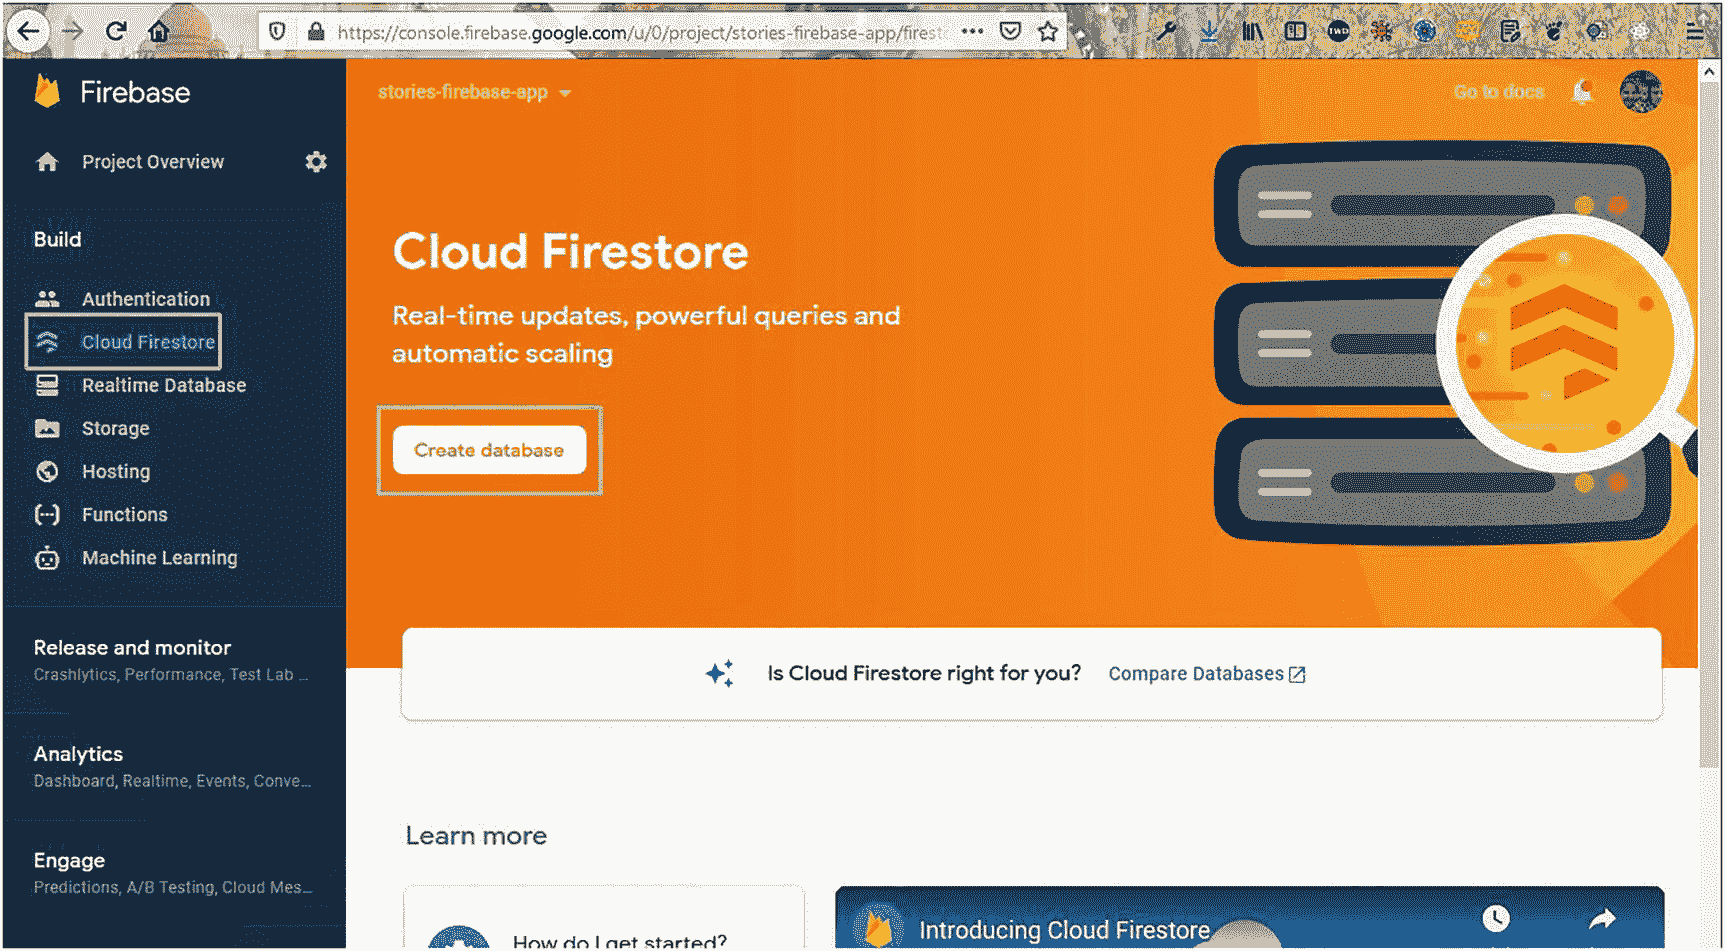 https://console.firebase.google.com/u/0/project/stories-firebase-app/firest
Firebase
stories-firebase-app
Go to docs
Project Overview
Build
Authentication
Cloud Firestore
Realtime Database
Storage
Hosting
Functions
Machine Learning
Release and monitor
Crashlytics, Performance, Test Lab ...
Analytics
Dashboard, Realtime, Events, Conve...
Engage
Predictions, A/B Testing, Cloud Mes...
Cloud Firestore
Real-time updates, powerful queries and
automatic scaling
Create database
Is Cloud Firestore right for you? Compare Databases
Learn more
How do I get started?
Introducing Cloud Firestore